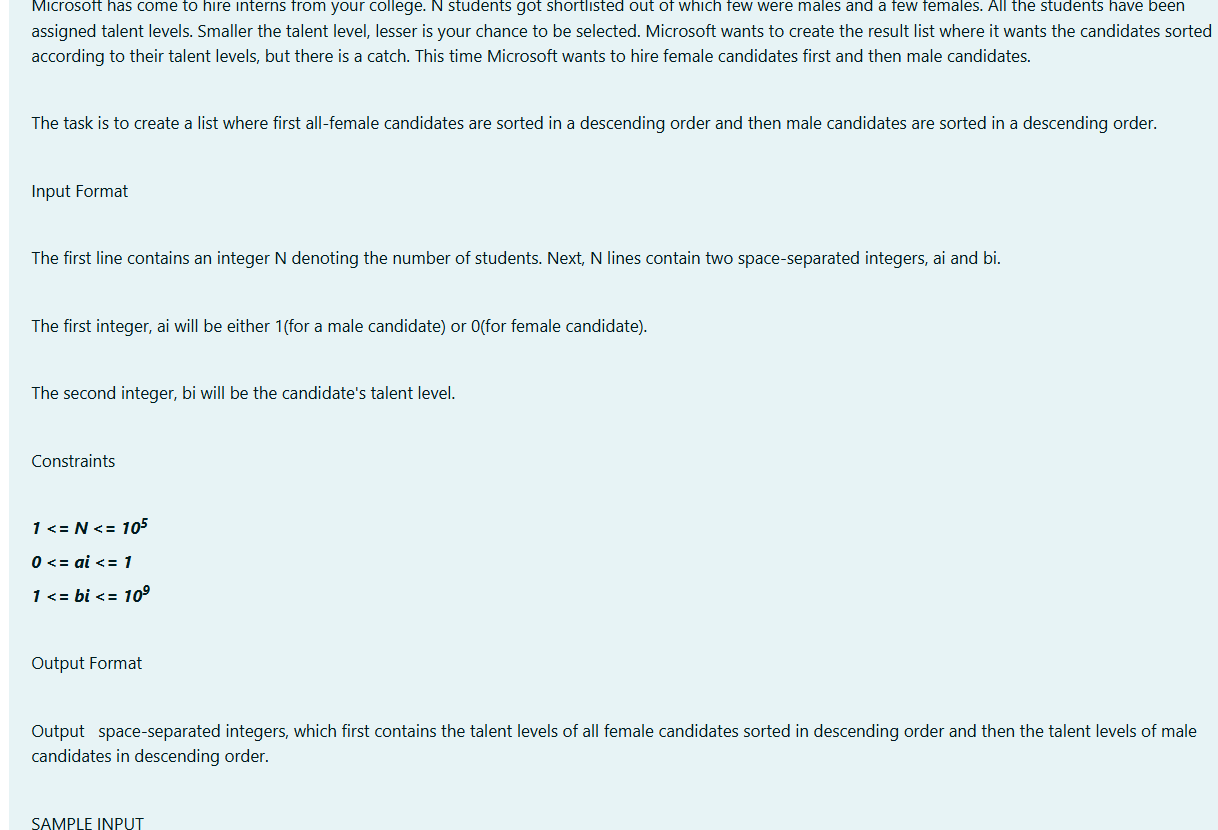 Microsoft has come to hire interns from your college. N students got shortlisted out of which few were males and a few females. All the students have been
assigned talent levels. Smaller the talent level, lesser is your chance to be selected. Microsoft wants to create the result list where it wants the candidates sorted
according to their talent levels, but there is a catch. This time Microsoft wants to hire female candidates first and then male candidates.
The task is to create a list where first all-female candidates are sorted in a descending order and then male candidates are sorted in a descending order.
Input Format
The first line contains an integer N denoting the number of students. Next, N lines contain two space-separated integers, ai and bi.
The first integer, ai will be either 1(for a male candidate) or 0(for female candidate).
The second integer, bi will be the candidate's talent level.
Constraints
1 <= N <= 10⁵
0 <= ai <= 1
1 <= bi <= 10⁹
Output Format
Output space-separated integers, which first contains the talent levels of all female candidates sorted in descending order and then the talent levels of male
candidates in descending order.
SAMPLE INPUT